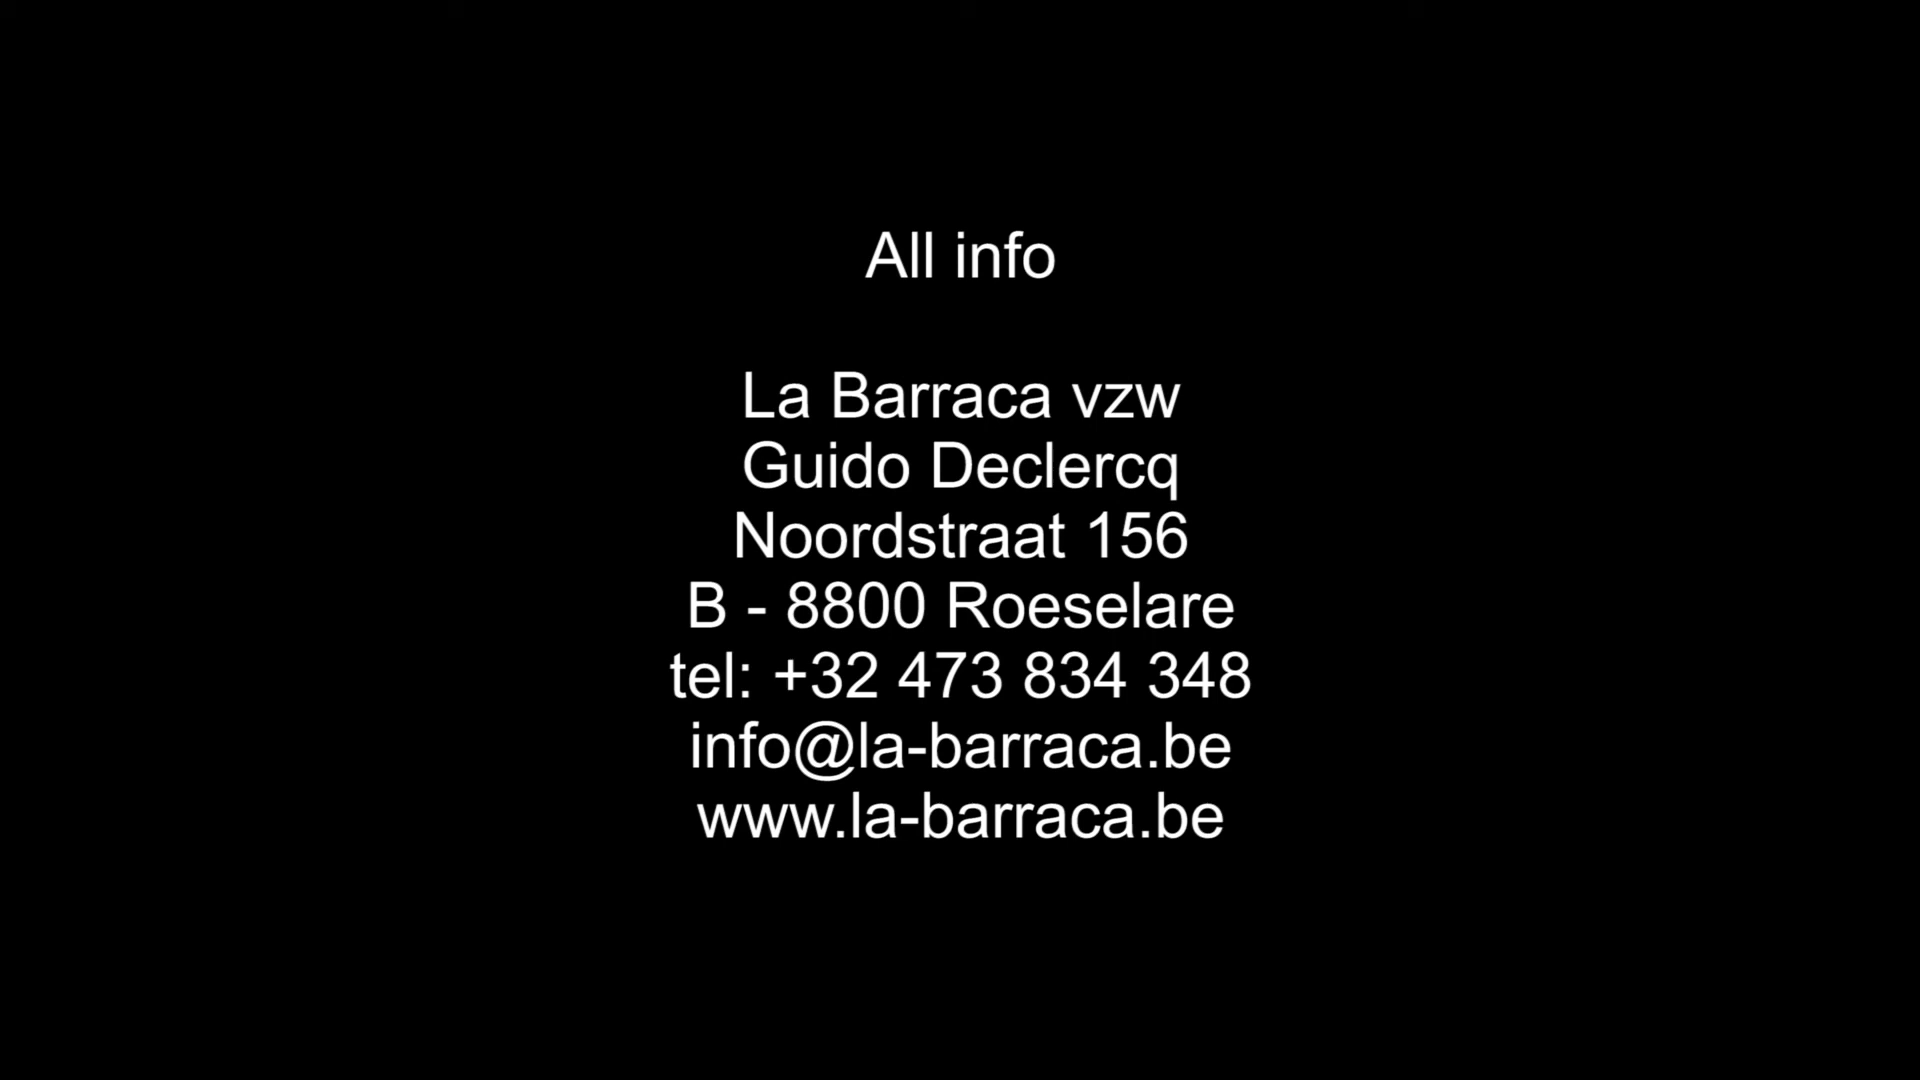 All info
La Barraca vzw
Guido Declercq
Noordstraat 156
B - 8800 Roeselare
tel: +32 473 834 348
info@la-barraca.be
www.la-barraca.be